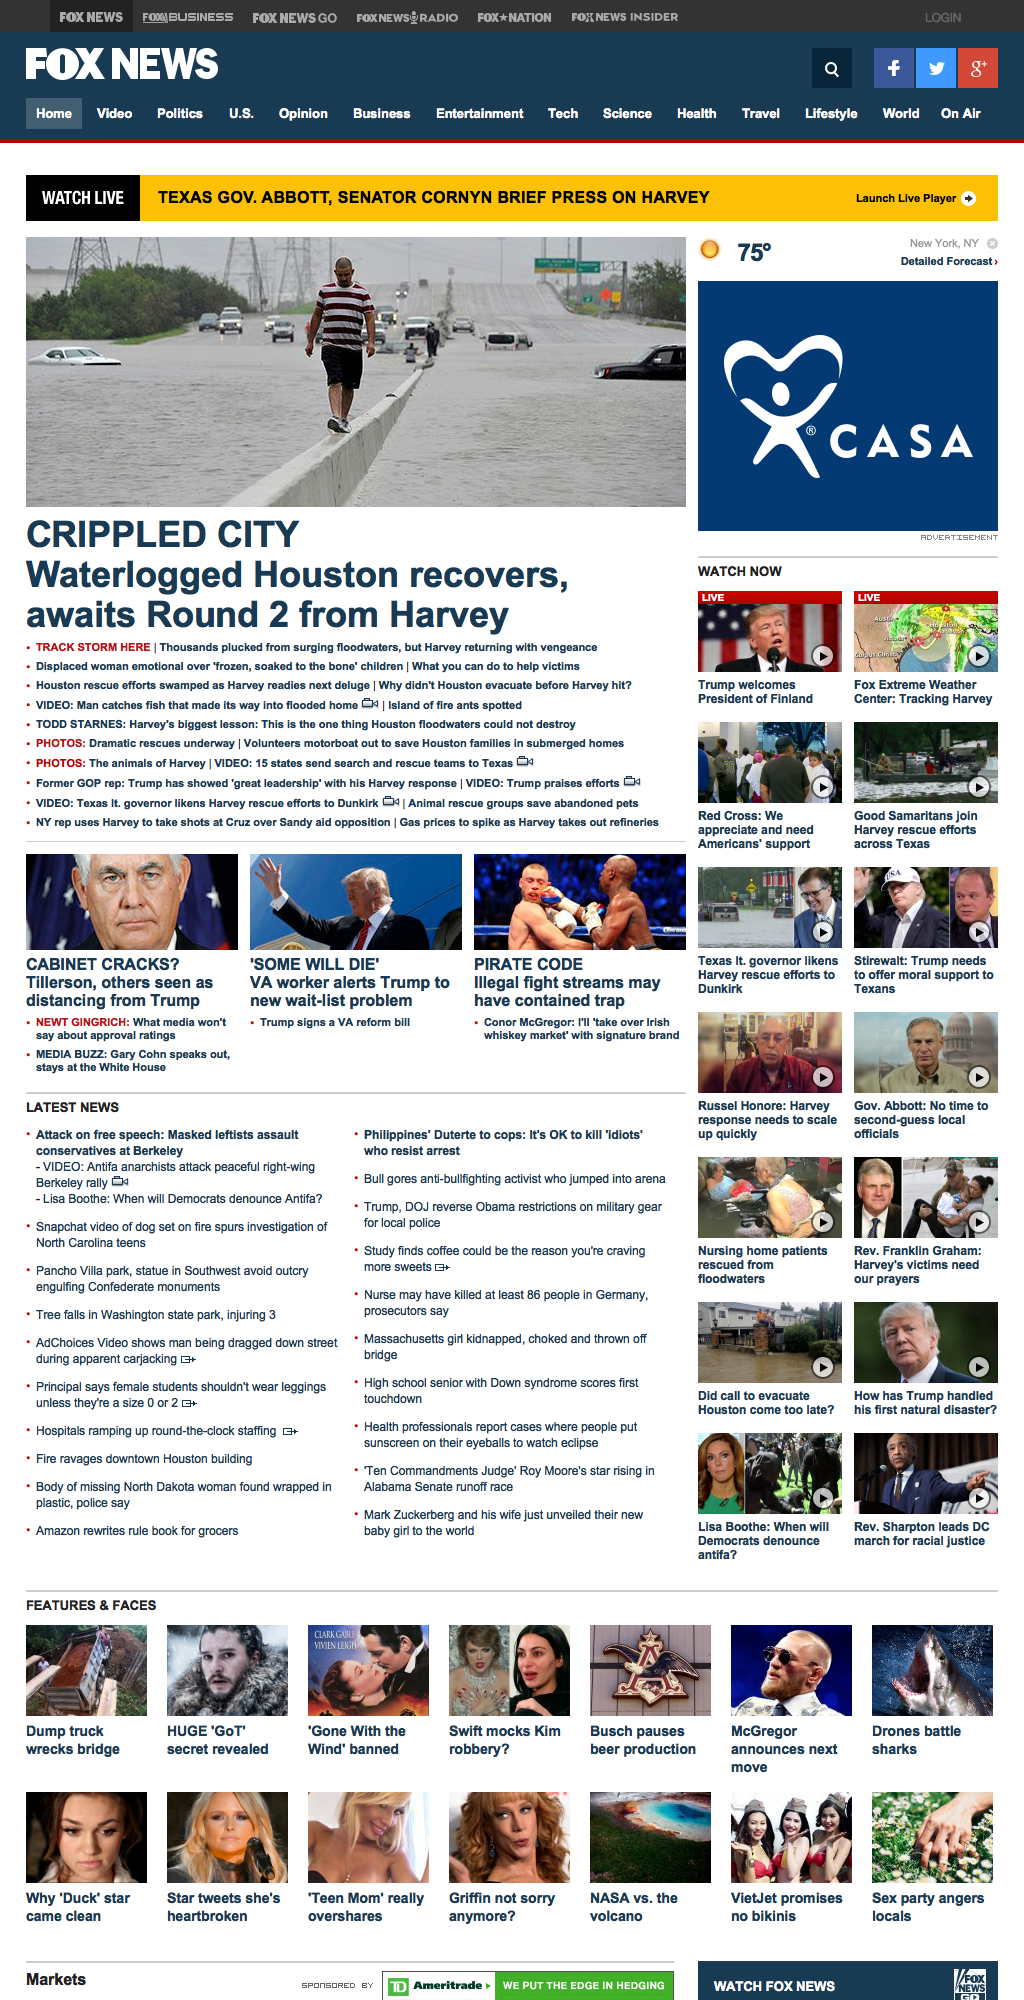 FOX NEWS
FOX BUSINESS
FOX NEWS GO
FOX NEWS RADIO
FOX NATION
FOX NEWS INSIDER
LOGIN
FOX NEWS
Home Video Politics U.S. Opinion Business Entertainment Tech Science Health Travel Lifestyle World On Air
WATCH LIVE
TEXAS GOV. ABBOTT, SENATOR CORNYN BRIEF PRESS ON HARVEY
Launch Live Player
75º
New York, NY
Detailed Forecast ›
CASA
ADVERTISEMENT
CRIPPLED CITY
Waterlogged Houston recovers,
awaits Round 2 from Harvey
TRACK STORM HERE | Thousands plucked from surging floodwaters, but Harvey returning with vengeance
Displaced woman emotional over 'frozen, soaked to the bone' children | What you can do to help victims
Houston rescue efforts swamped as Harvey readies next deluge | Why didn't Houston evacuate before Harvey hit?
VIDEO: Man catches fish that made its way into flooded home | Island of fire ants spotted
TODD STARNES: Harvey's biggest lesson: This is the one thing Houston floodwaters could not destroy
PHOTOS: Dramatic rescues underway | Volunteers motorboat out to save Houston families in submerged homes
PHOTOS: The animals of Harvey | VIDEO: 15 states send search and rescue teams to Texas
Former GOP rep: Trump has showed 'great leadership' with his Harvey response | VIDEO: Trump praises efforts
VIDEO: Texas lt. governor likens Harvey rescue efforts to Dunkirk | Animal rescue groups save abandoned pets
NY rep uses Harvey to take shots at Cruz over Sandy aid opposition | Gas prices to spike as Harvey takes out refineries
CABINET CRACKS?
Tillerson, others seen as
distancing from Trump
NEWT GINGRICH: What media won't
say about approval ratings
MEDIA BUZZ: Gary Cohn speaks out,
stays at the White House
'SOME WILL DIE'
VA worker alerts Trump to
new wait-list problem
Trump signs a VA reform bill
PIRATE CODE
Illegal fight streams may
have contained trap
Conor McGregor: I'll 'take over Irish
whiskey market' with signature brand
LATEST NEWS
Attack on free speech: Masked leftists assault
conservatives at Berkeley
- VIDEO: Antifa anarchists attack peaceful right-wing
Berkeley rally
- Lisa Boothe: When will Democrats denounce Antifa?
Snapchat video of dog set on fire spurs investigation of
North Carolina teens
Pancho Villa park, statue in Southwest avoid outcry
engulfing Confederate monuments
Tree falls in Washington state park, injuring 3
AdChoices Video shows man being dragged down street
during apparent carjacking
Principal says female students shouldn't wear leggings
unless they're a size 0 or 2
Hospitals ramping up round-the-clock staffing
Fire ravages downtown Houston building
Body of missing North Dakota woman found wrapped in
plastic, police say
Amazon rewrites rule book for grocers
Philippines' Duterte to cops: It's OK to kill 'idiots'
who resist arrest
Bull gores anti-bullfighting activist who jumped into arena
Trump, DOJ reverse Obama restrictions on military gear
for local police
Study finds coffee could be the reason you're craving
more sweets
Nurse may have killed at least 86 people in Germany,
prosecutors say
Massachusetts girl kidnapped, choked and thrown off
bridge
High school senior with Down syndrome scores first
touchdown
Health professionals report cases where people put
sunscreen on their eyeballs to watch eclipse
'Ten Commandments Judge' Roy Moore's star rising in
Alabama Senate runoff race
Mark Zuckerberg and his wife just unveiled their new
baby girl to the world
WATCH NOW
LIVE
Trump welcomes
President of Finland
LIVE
Austin
Houston
Victoria
Corpus Christi
Fox Extreme Weather
Center: Tracking Harvey
Red Cross: We
appreciate and need
Americans' support
Good Samaritans join
Harvey rescue efforts
across Texas
Texas lt. governor likens
Harvey rescue efforts to
Dunkirk
USA
Stirewalt: Trump needs
to offer moral support to
Texans
Russel Honore: Harvey
response needs to scale
up quickly
Gov. Abbott: No time to
second-guess local
officials
Nursing home patients
rescued from
floodwaters
Rev. Franklin Graham:
Harvey's victims need
our prayers
Did call to evacuate
Houston come too late?
How has Trump handled
his first natural disaster?
Lisa Boothe: When will
Democrats denounce
antifa?
Rev. Sharpton leads DC
march for racial justice
FEATURES & FACES
Dump truck
wrecks bridge
HUGE 'GoT'
secret revealed
CLARK GABLE
VIVIEN LEIGH
'Gone With the
Wind' banned
Swift mocks Kim
robbery?
Busch pauses
beer production
McGregor
announces next
move
Drones battle
sharks
Why 'Duck' star
came clean
Star tweets she's
heartbroken
'Teen Mom' really
overshares
Griffin not sorry
anymore?
NASA vs. the
volcano
VietJet promises
no bikinis
Sex party angers
locals
Markets
SPONSORED BY
TD Ameritrade
WE PUT THE EDGE IN HEDGING
WATCH FOX NEWS
FOX
NEWS
GO